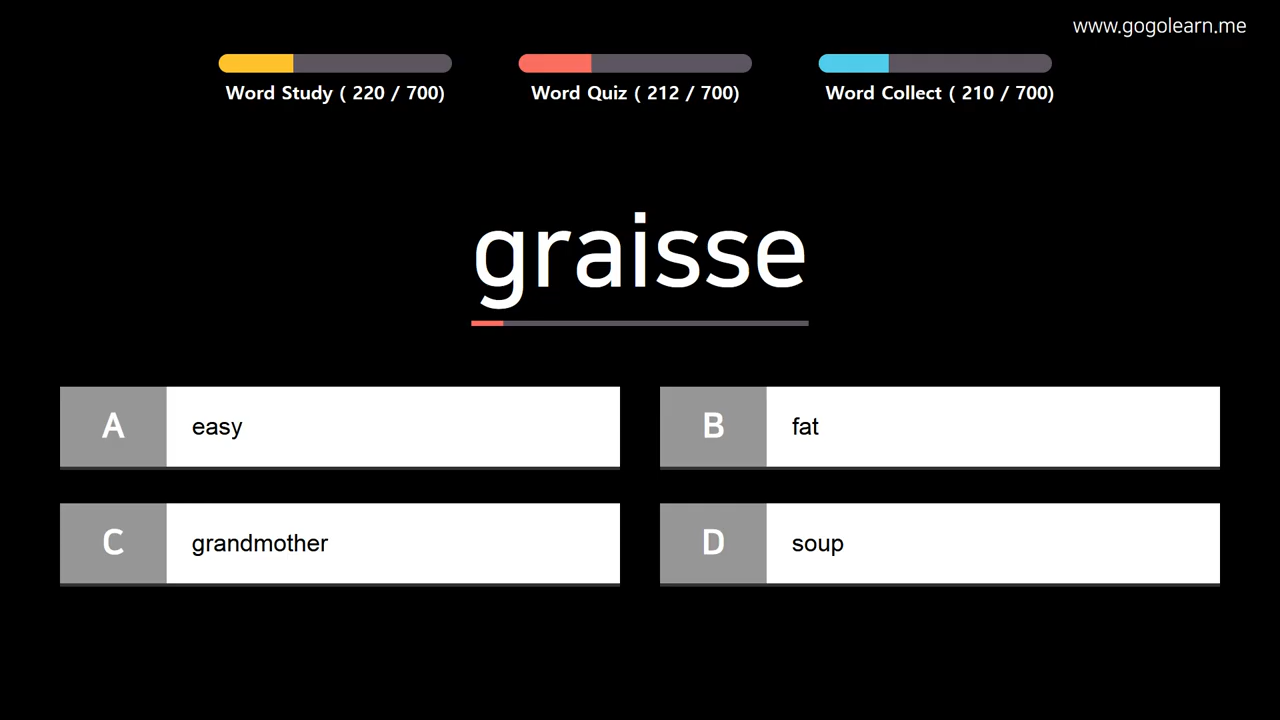 www.gogolearn.me
Word Study ( 220 / 700)
Word Quiz ( 212 / 700)
Word Collect ( 210 / 700)
graisse
A easy
B fat
C grandmother
D soup